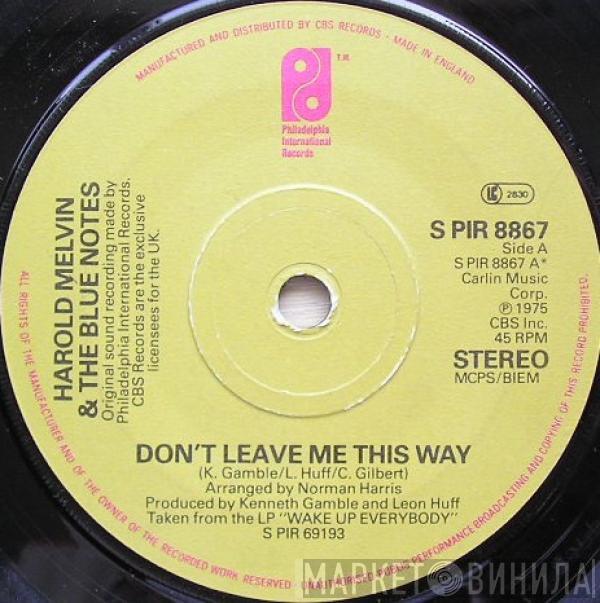 MANUFACTURED AND DISTRIBUTED BY CBS RECORDS - MADE IN ENGLAND
T.M.
Philadelphia
International
Records
HAROLD MELVIN
& THE BLUE NOTES
Original sound recording made by
Philadelphia International Records.
CBS Records are the exclusive
licensees for the UK.
LC 2830
S PIR 8867
Side A
S PIR 8867 A*
Carlin Music
Corp.
℗ 1975
CBS Inc.
45 RPM
STEREO
MCPS/BIEM
DON'T LEAVE ME THIS WAY
(K. Gamble/L. Huff/C. Gilbert)
Arranged by Norman Harris
Produced by Kenneth Gamble and Leon Huff
Taken from the LP "WAKE UP EVERYBODY"
S PIR 69193
ALL RIGHTS OF THE MANUFACTURER AND OF THE OWNER OF THE RECORDED WORK RESERVED - UNAUTHORISED PUBLIC PERFORMANCE BROADCASTING AND COPYING OF THIS RECORD PROHIBITED.
МАРКЕТ ВИНИЛА